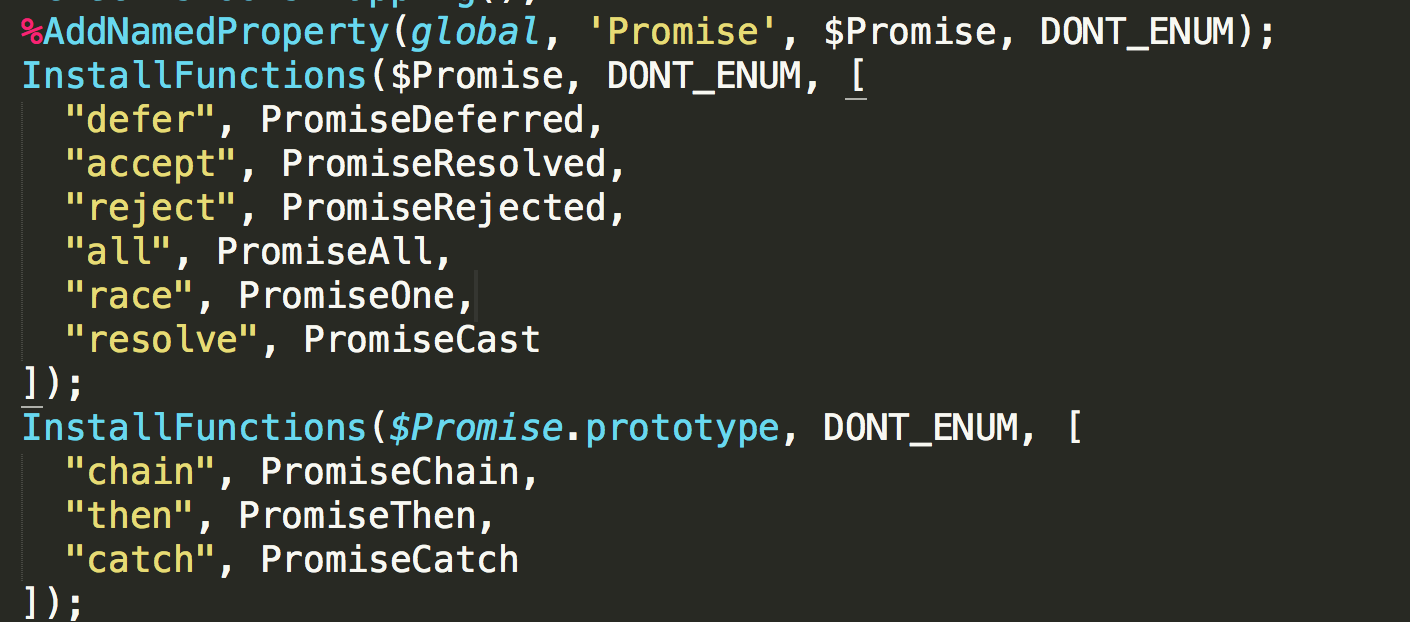 %AddNamedProperty(global, 'Promise', $Promise, DONT_ENUM);
InstallFunctions($Promise, DONT_ENUM, [
  "defer", PromiseDeferred,
  "accept", PromiseResolved,
  "reject", PromiseRejected,
  "all", PromiseAll,
  "race", PromiseOne,
  "resolve", PromiseCast
]);
InstallFunctions($Promise.prototype, DONT_ENUM, [
  "chain", PromiseChain,
  "then", PromiseThen,
  "catch", PromiseCatch
]);